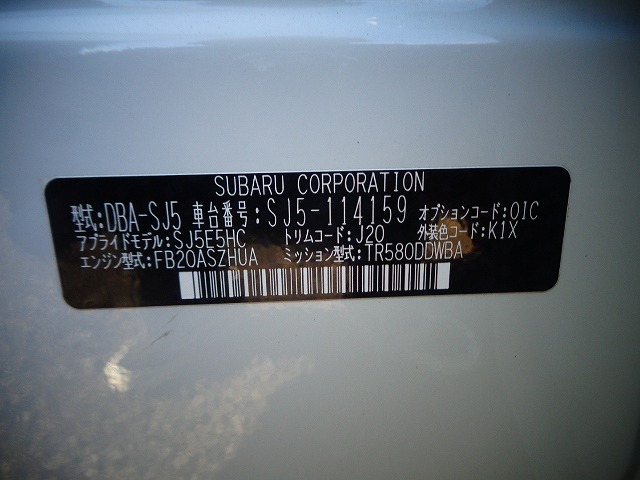 SUBARU CORPORATION
型式:DBA-SJ5 車台番号:SJ5-114159 オプションコード:OIC
アプライドモデル:SJ5E5HC トリムコード:J20 外装色コード:K1X
エンジン型式:FB20ASZHUA ミッション型式:TR580DDWBA